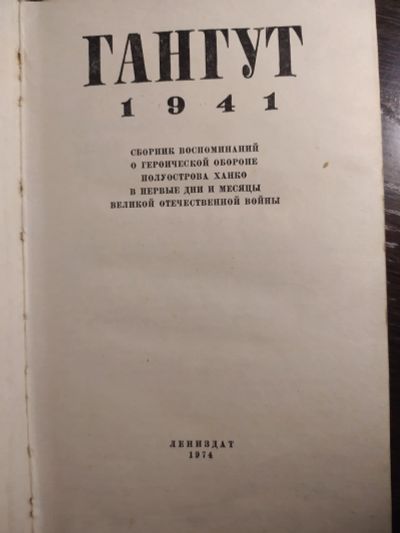 ГАНГУТ
1941
СБОРНИК ВОСПОМИНАНИЙ
О ГЕРОИЧЕСКОЙ ОБОРОНЕ
ПОЛУОСТРОВА ХАНКО
В ПЕРВЫЕ ДНИ И МЕСЯЦЫ
ВЕЛИКОЙ ОТЕЧЕСТВЕННОЙ ВОЙНЫ
ЛЕНИЗДАТ
1974